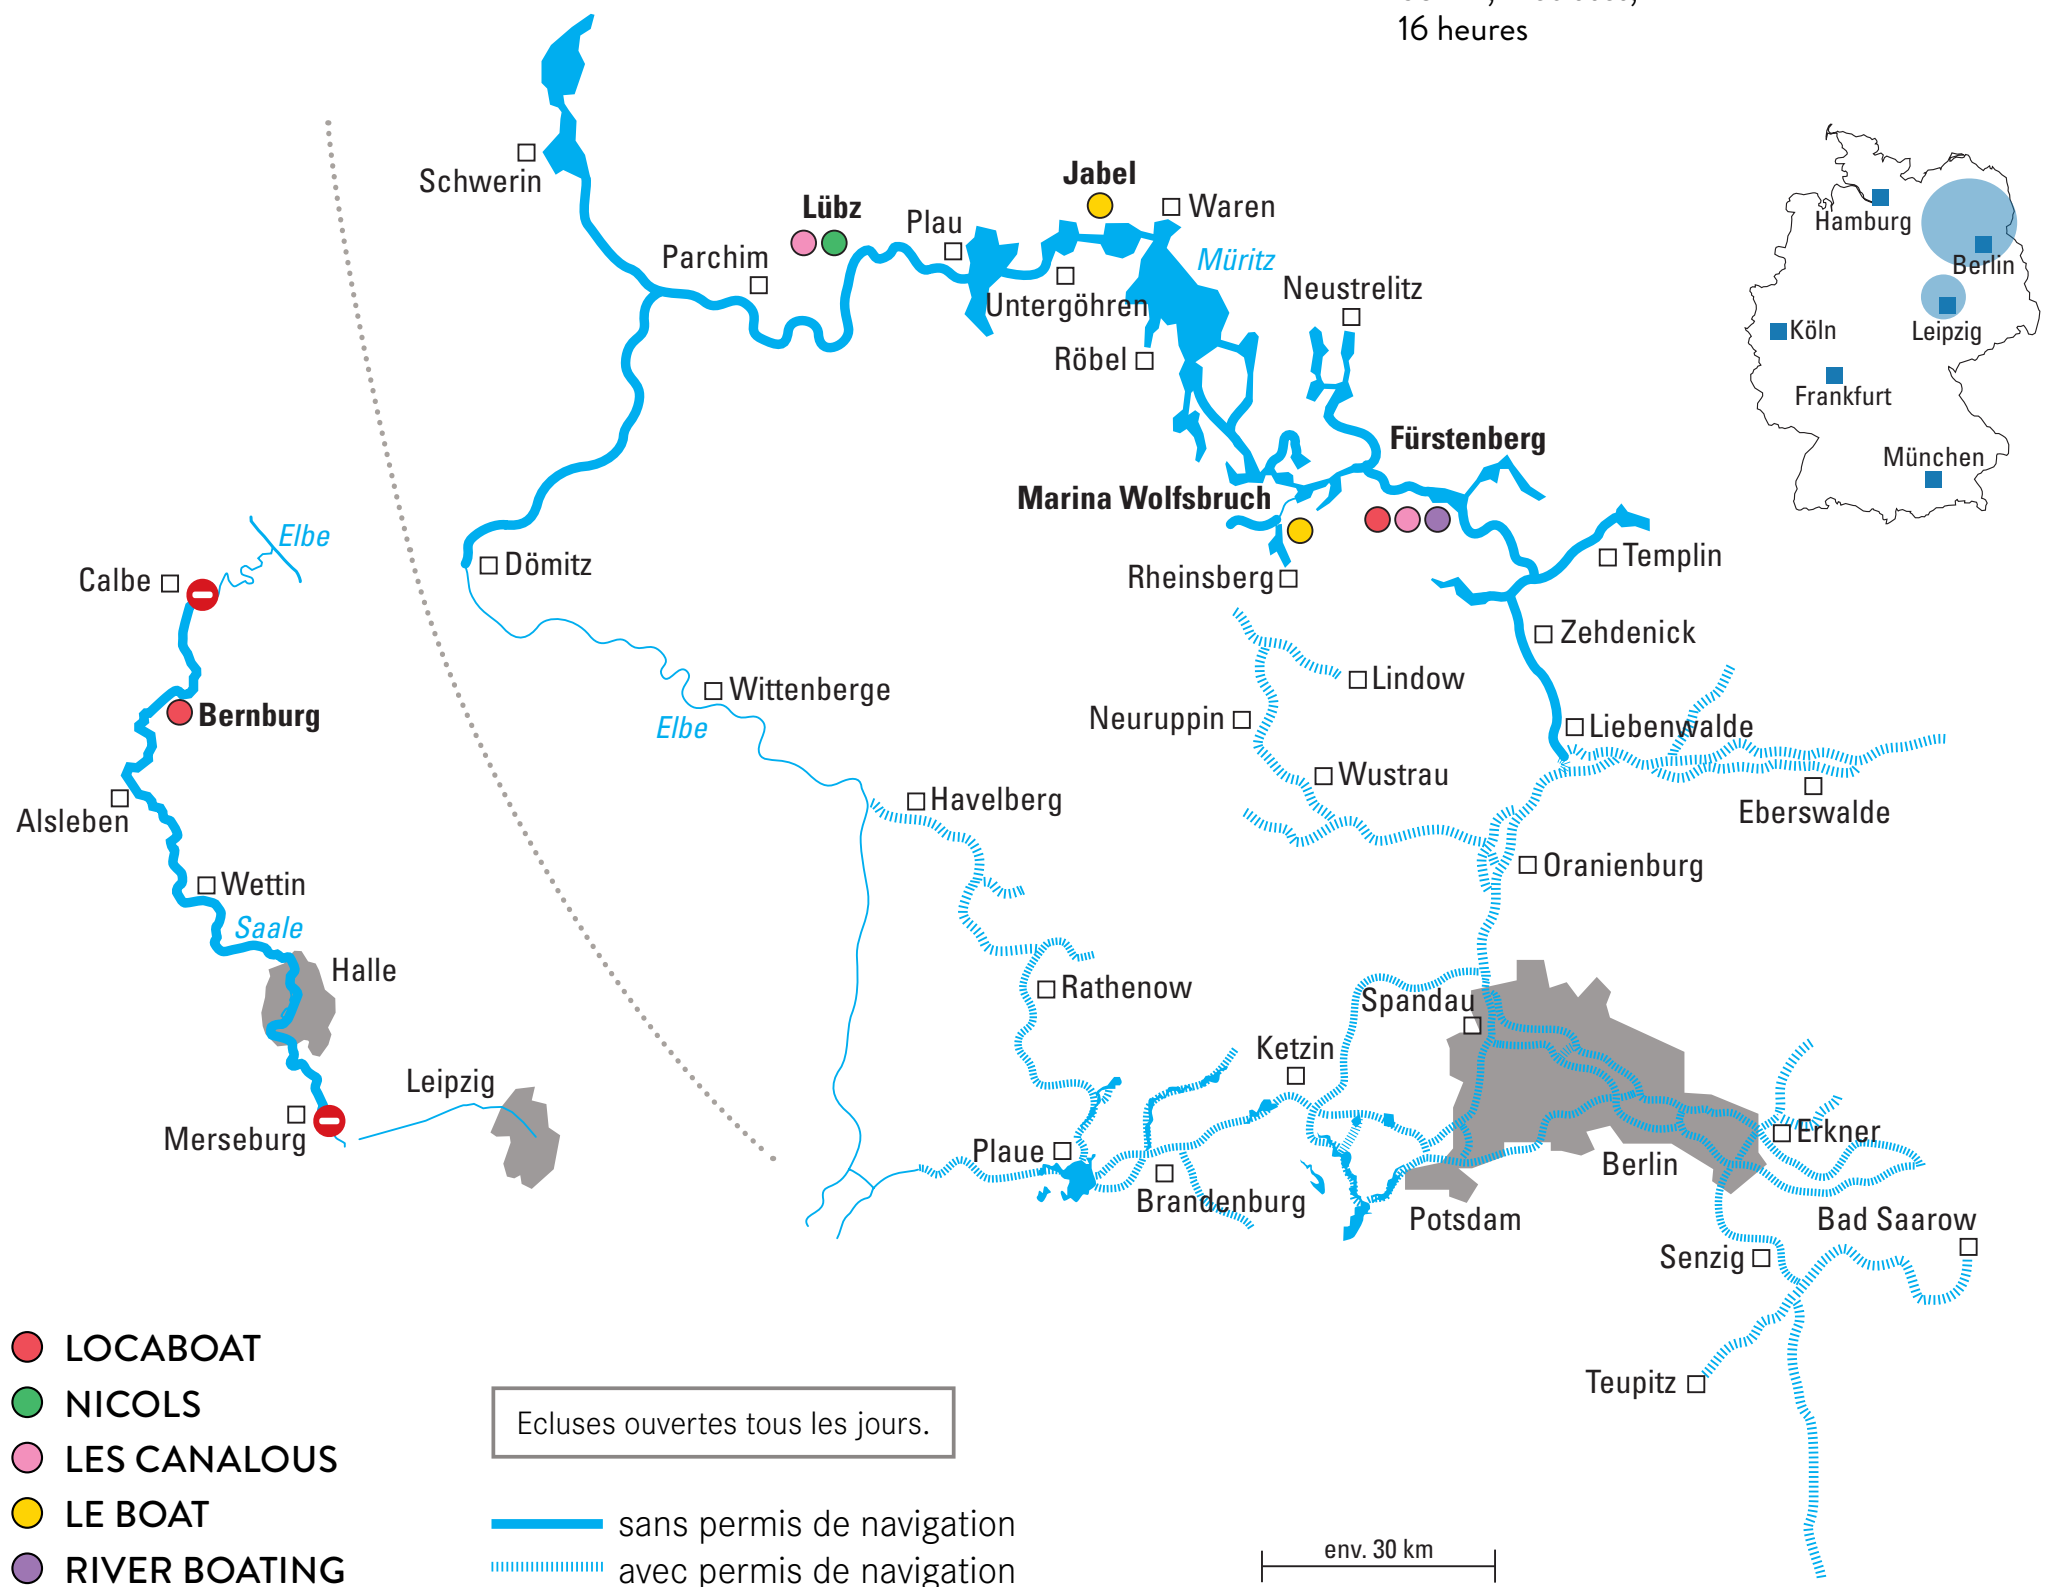 16 heures
Schwerin
Lübz
Parchim
Plau
Jabel
Waren
Müritz
Untergöhren
Röbel
Neustrelitz
Fürstenberg
Marina Wolfsbruch
Rheinsberg
Templin
Zehdenick
Lindow
Neuruppin
Liebenwalde
Wustrau
Eberswalde
Oranienburg
Dömitz
Wittenberge
Elbe
Havelberg
Rathenow
Spandau
Ketzin
Plaue
Brandenburg
Potsdam
Berlin
Erkner
Bad Saarow
Senzig
Teupitz
Elbe
Calbe
Bernburg
Alsleben
Wettin
Saale
Halle
Leipzig
Merseburg
Hamburg
Berlin
Leipzig
Köln
Frankfurt
München
LOCABOAT
NICOLS
LES CANALOUS
LE BOAT
RIVER BOATING
Ecluses ouvertes tous les jours.
sans permis de navigation
avec permis de navigation
env. 30 km